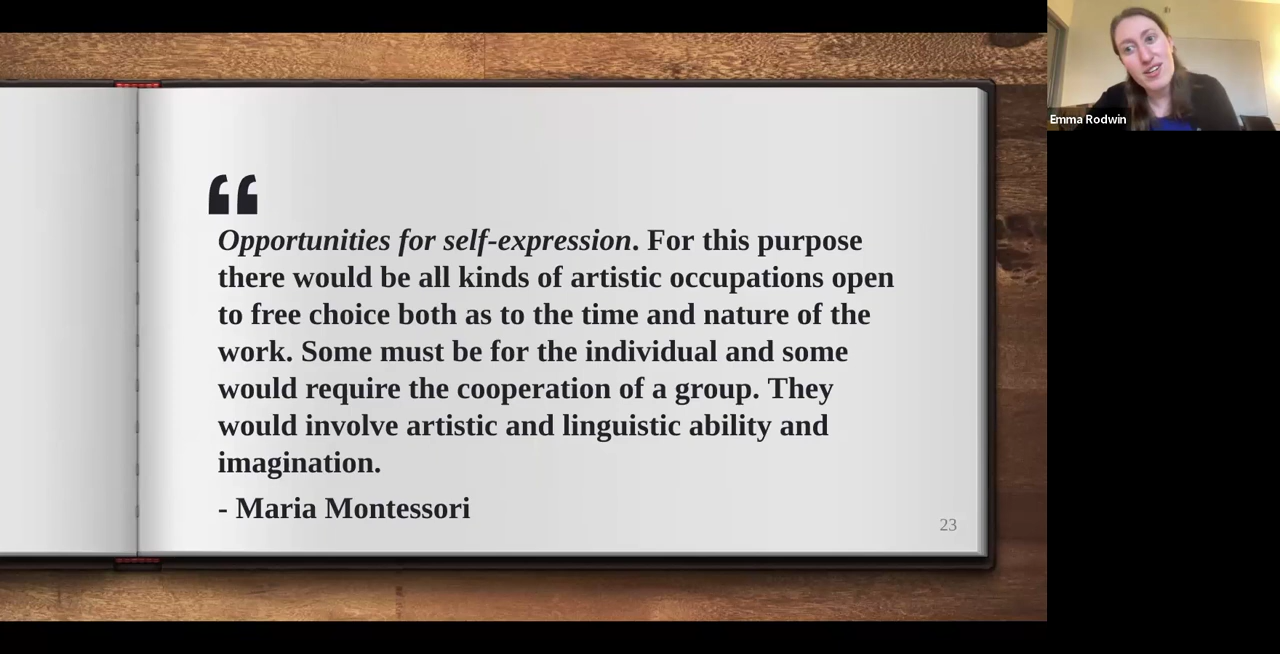 “
Opportunities for self-expression. For this purpose
there would be all kinds of artistic occupations open
to free choice both as to the time and nature of the
work. Some must be for the individual and some
would require the cooperation of a group. They
would involve artistic and linguistic ability and
imagination.
- Maria Montessori
23
Emma Rodwin